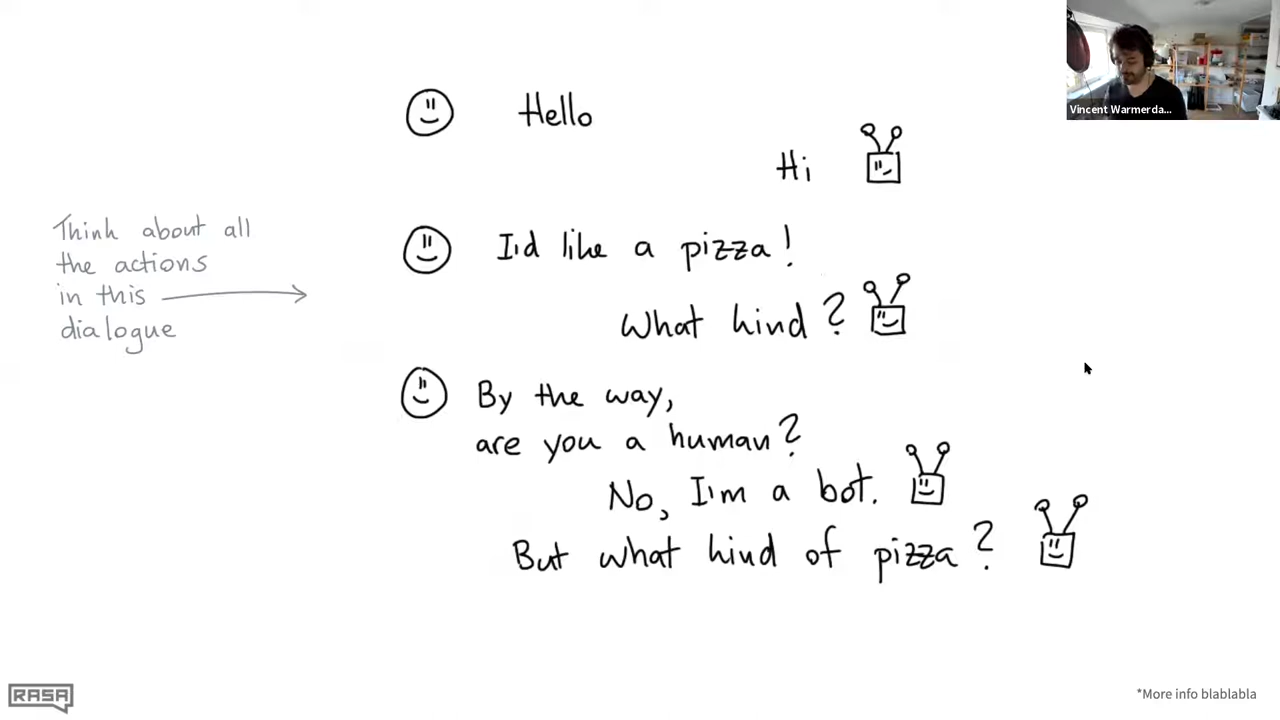 Vincent Warmerda...
Hello
Hi
Think about all
the actions
in this
dialogue
I'd like a pizza!
What kind?
By the way,
are you a human?
No, I'm a bot.
But what kind of pizza?
RASA
*More info blablabla